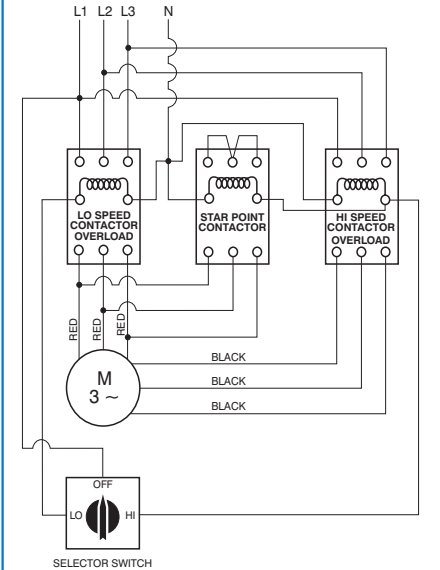 L1 L2 L3 N
LO SPEED
CONTACTOR
OVERLOAD
STAR POINT
CONTACTOR
HI SPEED
CONTACTOR
OVERLOAD
RED
RED
RED
BLACK
BLACK
BLACK
M
3 ~
OFF
LO
HI
SELECTOR SWITCH